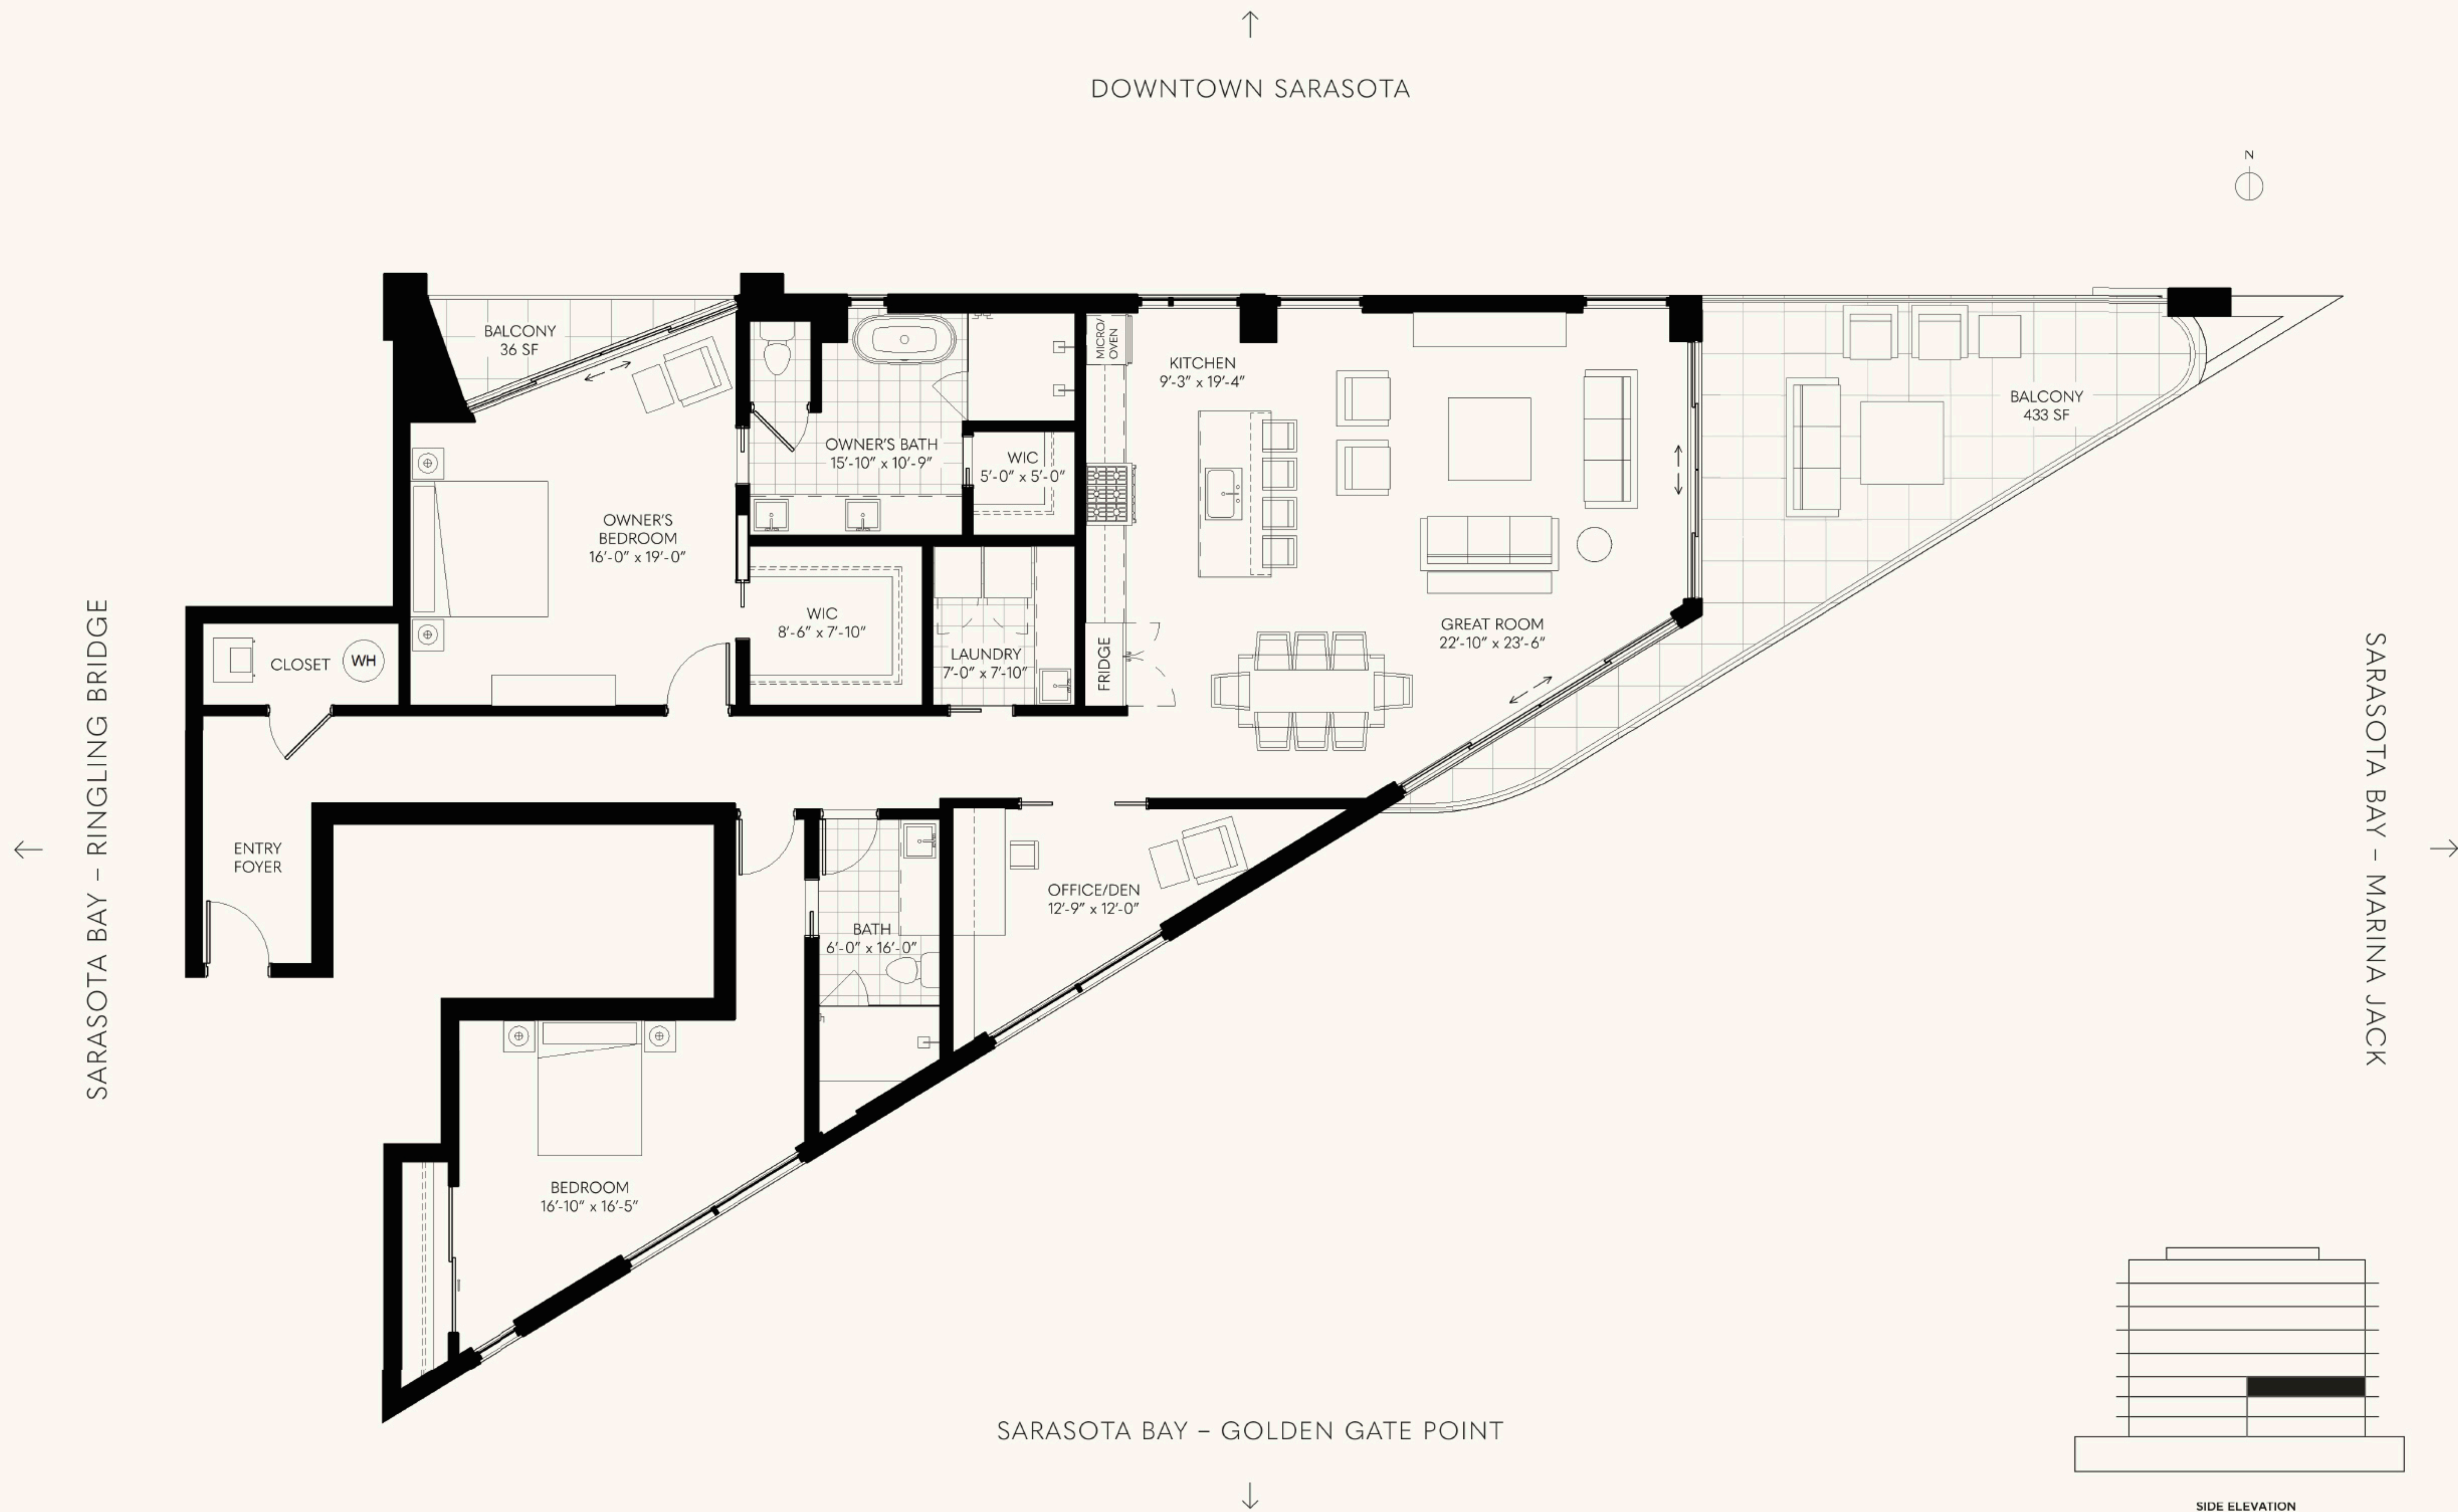 DOWNTOWN SARASOTA
N
BALCONY
36 SF
MICRO/
OVEN
KITCHEN
9'-3" x 19'-4"
BALCONY
433 SF
OWNER'S BATH
15'-10" x 10'-9"
WIC
5'-0" x 5'-0"
OWNER'S
BEDROOM
16'-0" x 19'-0"
WIC
8'-6" x 7'-10"
LAUNDRY
7'-0" x 7'-10"
FRIDGE
GREAT ROOM
22'-10" x 23'-6"
CLOSET
WH
SARASOTA BAY – RINGLING BRIDGE
SARASOTA BAY – MARINA JACK
ENTRY
FOYER
OFFICE/DEN
12'-9" x 12'-0"
BATH
6'-0" x 16'-0"
BEDROOM
16'-10" x 16'-5"
SARASOTA BAY – GOLDEN GATE POINT
SIDE ELEVATION